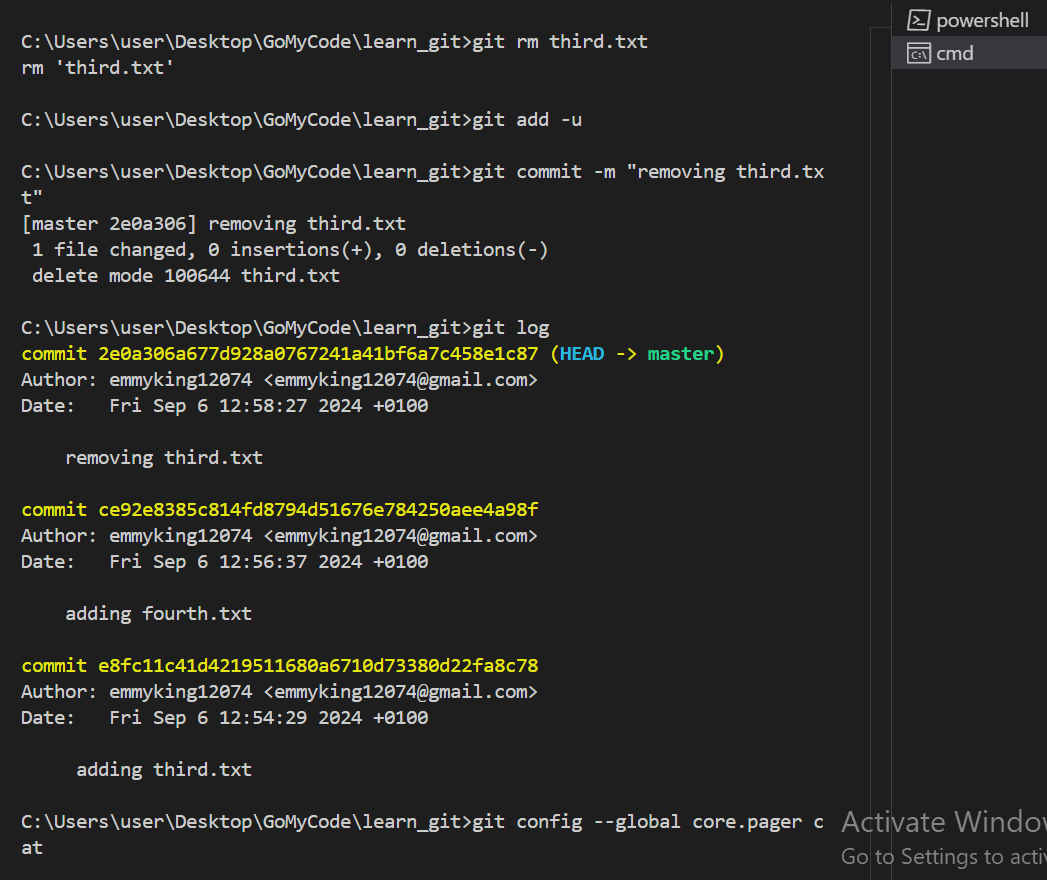 C:\Users\user\Desktop\GoMyCode\learn_git>git rm third.txt
rm 'third.txt'
C:\Users\user\Desktop\GoMyCode\learn_git>git add -u
C:\Users\user\Desktop\GoMyCode\learn_git>git commit -m "removing third.tx
t"
[master 2e0a306] removing third.txt
 1 file changed, 0 insertions(+), 0 deletions(-)
 delete mode 100644 third.txt
C:\Users\user\Desktop\GoMyCode\learn_git>git log
commit 2e0a306a677d928a0767241a41bf6a7c458e1c87 (HEAD -> master)
Author: emmyking12074 <emmyking12074@gmail.com>
Date:   Fri Sep 6 12:58:27 2024 +0100
    removing third.txt
commit ce92e8385c814fd8794d51676e784250aee4a98f
Author: emmyking12074 <emmyking12074@gmail.com>
Date:   Fri Sep 6 12:56:37 2024 +0100
    adding fourth.txt
commit e8fc11c41d4219511680a6710d73380d22fa8c78
Author: emmyking12074 <emmyking12074@gmail.com>
Date:   Fri Sep 6 12:54:29 2024 +0100
     adding third.txt
C:\Users\user\Desktop\GoMyCode\learn_git>git config --global core.pager c
at
powershell
cmd
Activate Window
Go to Settings to activ